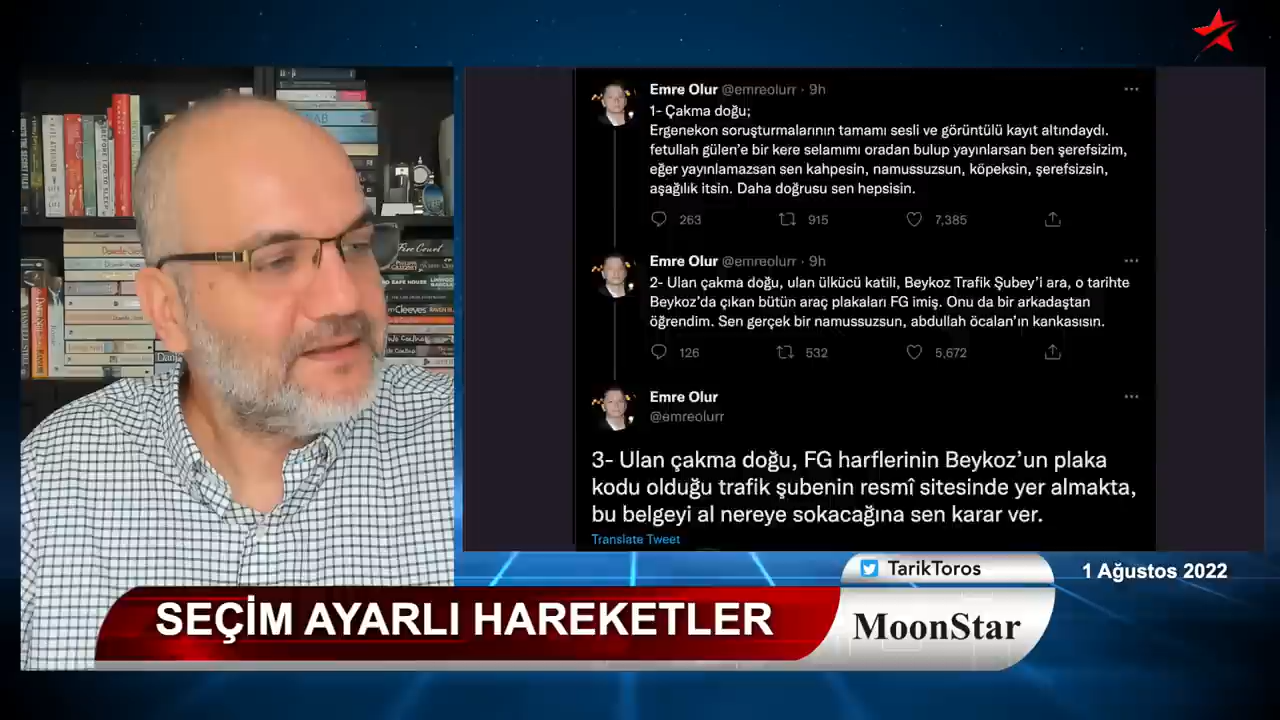 Emre Olur @emreolurr · 9h
1- Çakma doğu;
Ergenekon soruşturmalarının tamamı sesli ve görüntülü kayıt altındaydı.
fetullah gülen’e bir kere selamımı oradan bulup yayınlarsan ben şerefsizim,
eğer yayınlamazsan sen kahpesin, namussuzsun, köpeksin, şerefsizsin,
aşağılık itsin. Daha doğrusu sen hepsisin.
263 915 7,385
Emre Olur @emreolurr · 9h
2- Ulan çakma doğu, ulan ülkücü katili, Beykoz Trafik Şubey’i ara, o tarihte
Beykoz’da çıkan bütün araç plakaları FG imiş. Onu da bir arkadaştan
öğrendim. Sen gerçek bir namussuzsun, abdullah öcalan’ın kankasısın.
126 532 5,672
Emre Olur
@emreolurr
3- Ulan çakma doğu, FG harflerinin Beykoz’un plaka
kodu olduğu trafik şubenin resmî sitesinde yer almakta,
bu belgeyi al nereye sokacağına sen karar ver.
Translate Tweet
TarikToros
1 Ağustos 2022
SEÇİM AYARLI HAREKETLER
MoonStar